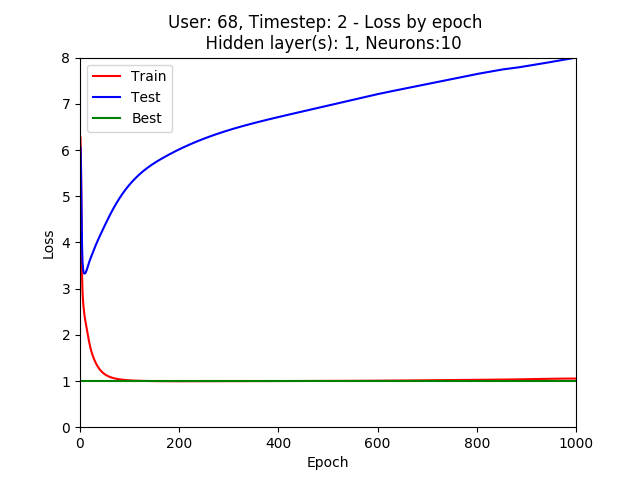 User: 68, Timestep: 2 - Loss by epoch
Hidden layer(s): 1, Neurons:10
Train
Test
Best
8
7
6
5
4
3
2
1
0
Loss
0 200 400 600 800 1000
Epoch